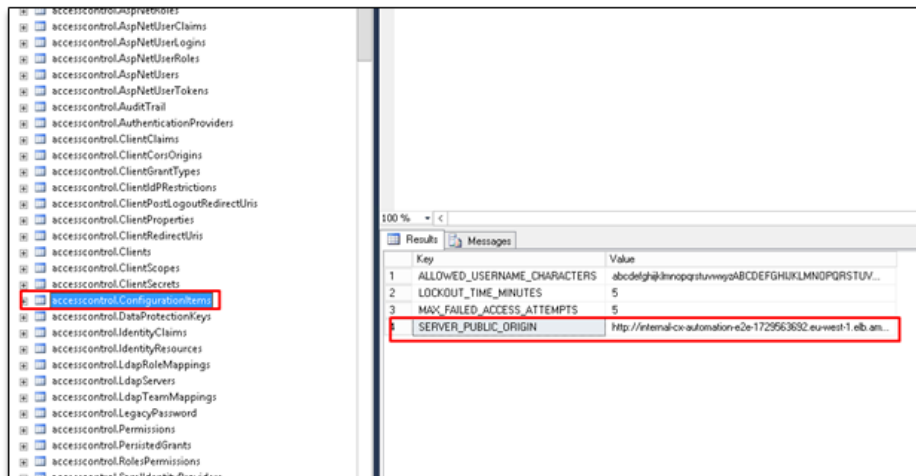 accesscontrol.AspNetRoles
accesscontrol.AspNetUserClaims
accesscontrol.AspNetUserLogins
accesscontrol.AspNetUserRoles
accesscontrol.AspNetUsers
accesscontrol.AspNetUserTokens
accesscontrol.AuditTrail
accesscontrol.AuthenticationProviders
accesscontrol.ClientClaims
accesscontrol.ClientCorsOrigins
accesscontrol.ClientGrantTypes
accesscontrol.ClientIdPRestrictions
accesscontrol.ClientPostLogoutRedirectUris
accesscontrol.ClientProperties
accesscontrol.ClientRedirectUris
accesscontrol.Clients
accesscontrol.ClientScopes
accesscontrol.ClientSecrets
accesscontrol.ConfigurationItems
accesscontrol.DataProtectionKeys
accesscontrol.IdentityClaims
accesscontrol.IdentityResources
accesscontrol.LdapRoleMappings
accesscontrol.LdapServers
accesscontrol.LdapTeamMappings
accesscontrol.LegacyPassword
accesscontrol.Permissions
accesscontrol.PersistedGrants
accesscontrol.RolesPermissions
100 %
Results Messages
Key Value
1 ALLOWED_USERNAME_CHARACTERS abcdefghijklmnopqrstuvwxyzABCDEFGHIJKLMNOPQRSTUV...
2 LOCKOUT_TIME_MINUTES 5
3 MAX_FAILED_ACCESS_ATTEMPTS 5
4 SERVER_PUBLIC_ORIGIN http://internal-cx-automation-e2e-1729563692.eu-west-1.elb.am...